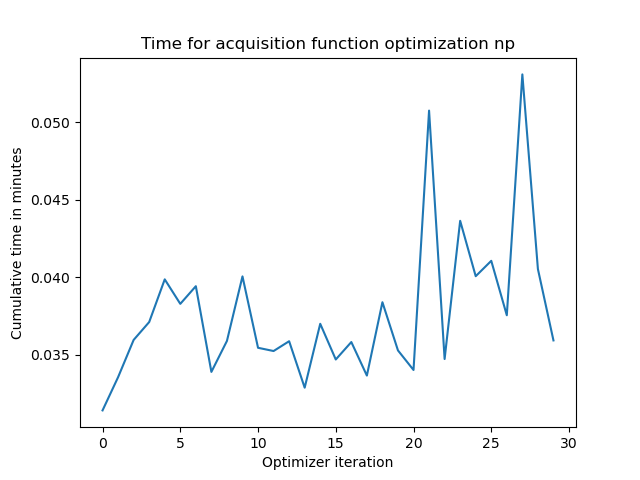 Time for acquisition function optimization np
Cumulative time in minutes
0.050
0.045
0.040
0.035
0 5 10 15 20 25 30
Optimizer iteration